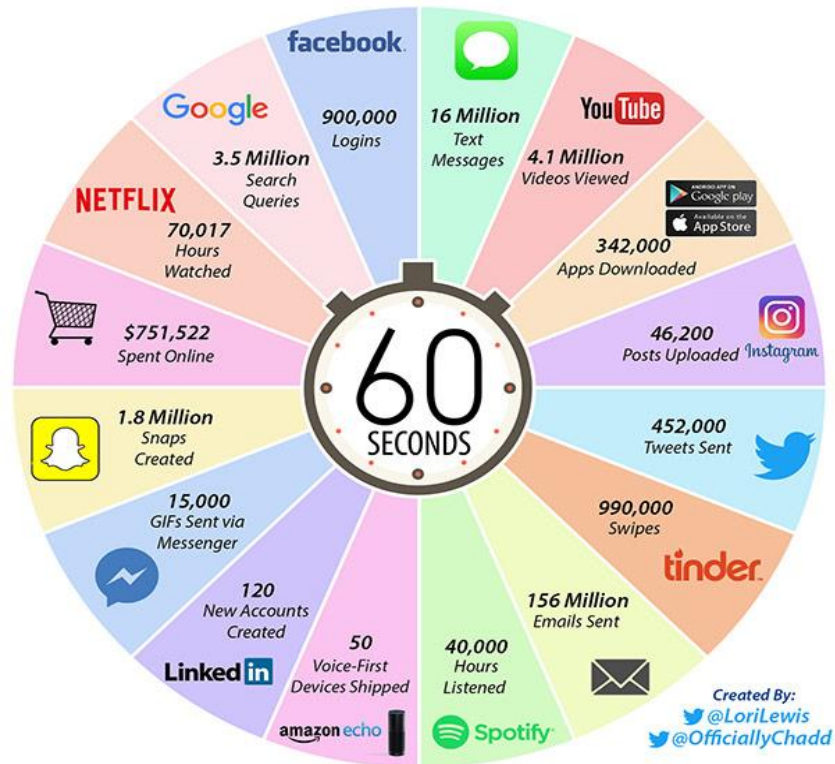 facebook
900,000
Logins
16 Million
Text
Messages
YouTube
4.1 Million
Videos Viewed
ANDROID APP ON
Google play
Available on the
App Store
342,000
Apps Downloaded
46,200
Posts Uploaded
Instagram
452,000
Tweets Sent
990,000
Swipes
tinder
156 Million
Emails Sent
40,000
Hours
Listened
Spotify
50
Voice-First
Devices Shipped
amazon echo
120
New Accounts
Created
Linked in
15,000
GIFs Sent via
Messenger
1.8 Million
Snaps
Created
$751,522
Spent Online
NETFLIX
70,017
Hours
Watched
Google
3.5 Million
Search
Queries
60
SECONDS
Created By:
@LoriLewis
@OfficiallyChadd